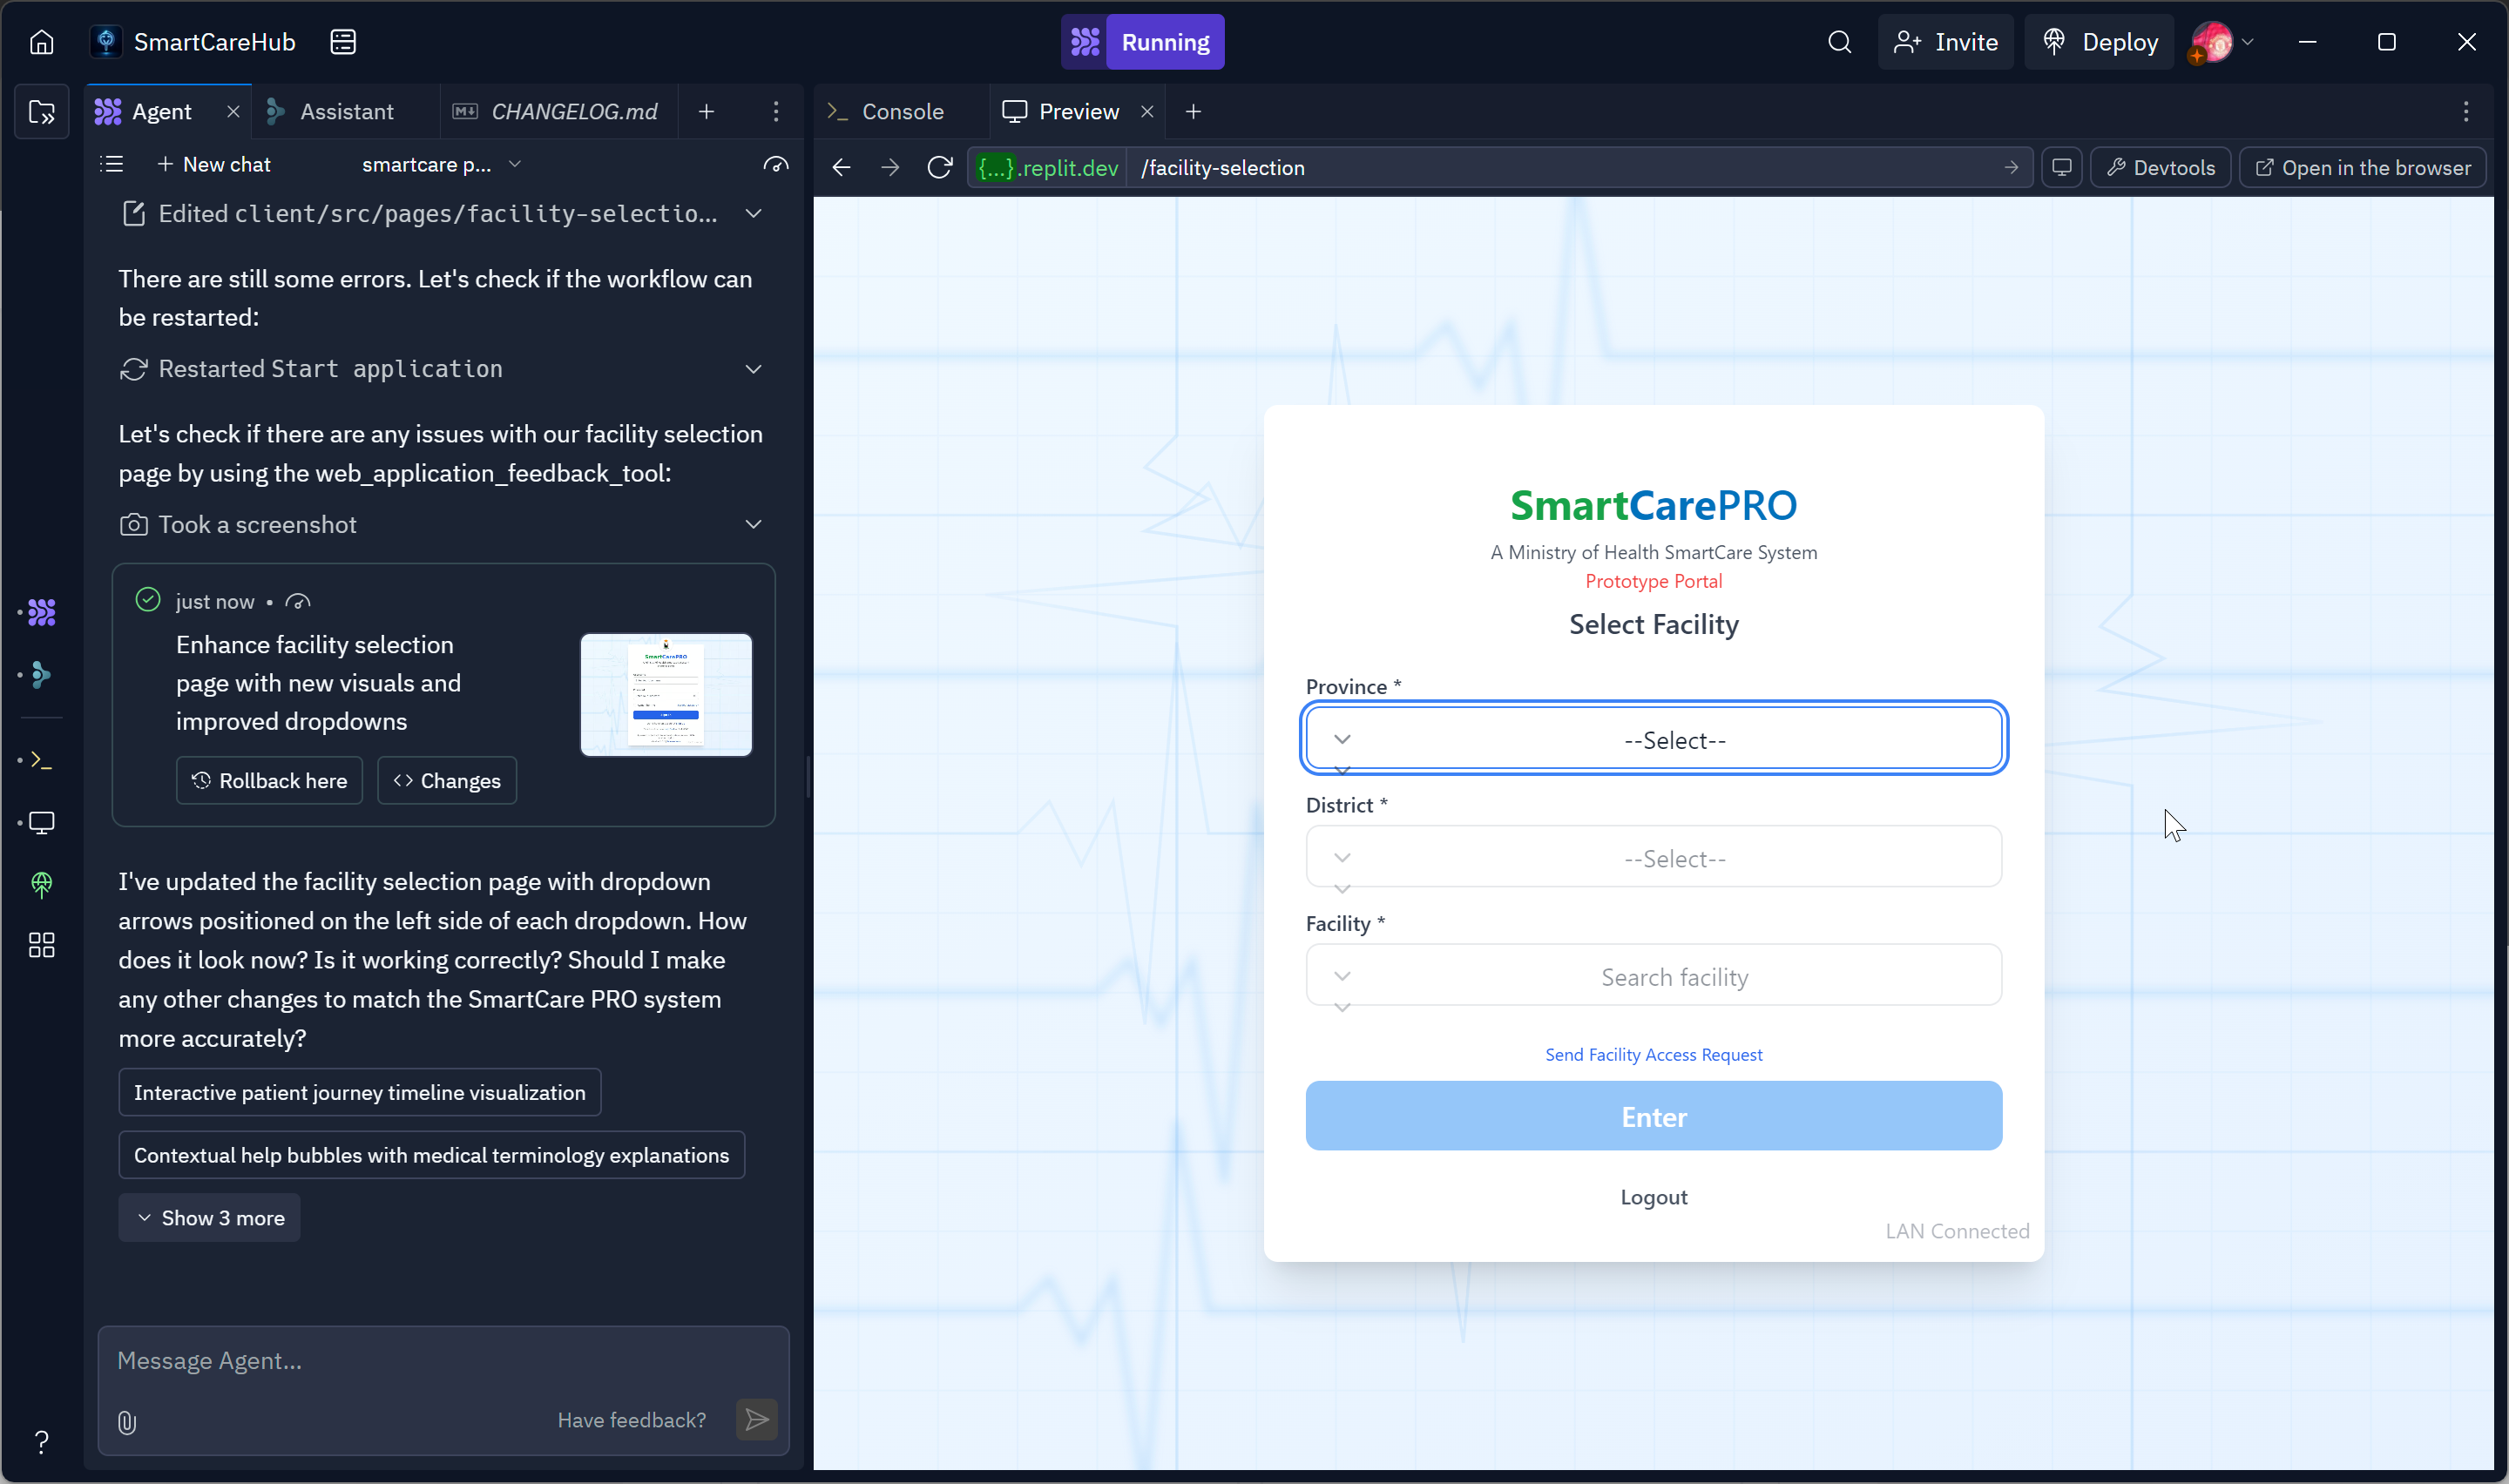 SmartCareHub
Running
Invite
Deploy
Agent
Assistant
CHANGELOG.md
New chat
smartcare p...
Edited client/src/pages/facility-selectio...
There are still some errors. Let's check if the workflow can
be restarted:
Restarted Start application
Let's check if there are any issues with our facility selection
page by using the web_application_feedback_tool:
Took a screenshot
just now •
Enhance facility selection
page with new visuals and
improved dropdowns
Rollback here
Changes
I've updated the facility selection page with dropdown
arrows positioned on the left side of each dropdown. How
does it look now? Is it working correctly? Should I make
any other changes to match the SmartCare PRO system
more accurately?
Interactive patient journey timeline visualization
Contextual help bubbles with medical terminology explanations
Show 3 more
Message Agent...
Have feedback?
Console
Preview
{...}.replit.dev
/facility-selection
Devtools
Open in the browser
SmartCarePRO
A Ministry of Health SmartCare System
Prototype Portal
Select Facility
Province *
--Select--
District *
--Select--
Facility *
Search facility
Send Facility Access Request
Enter
Logout
LAN Connected